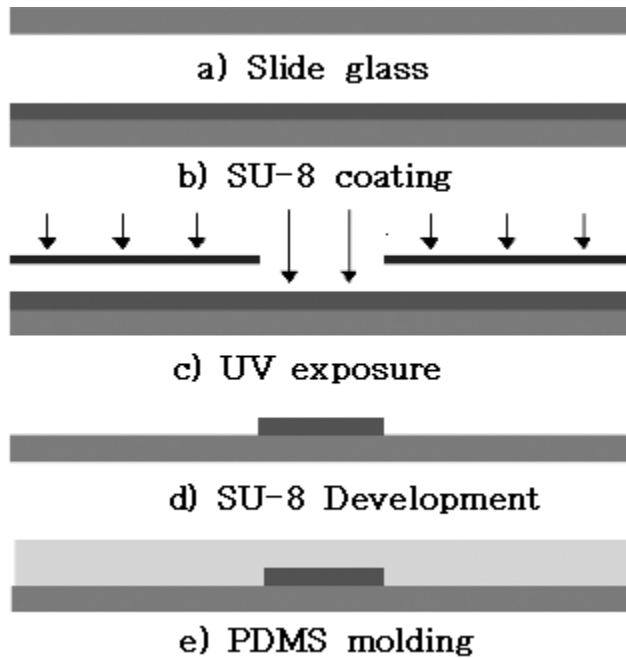 a) Slide glass
b) SU-8 coating
c) UV exposure
d) SU-8 Development
e) PDMS molding